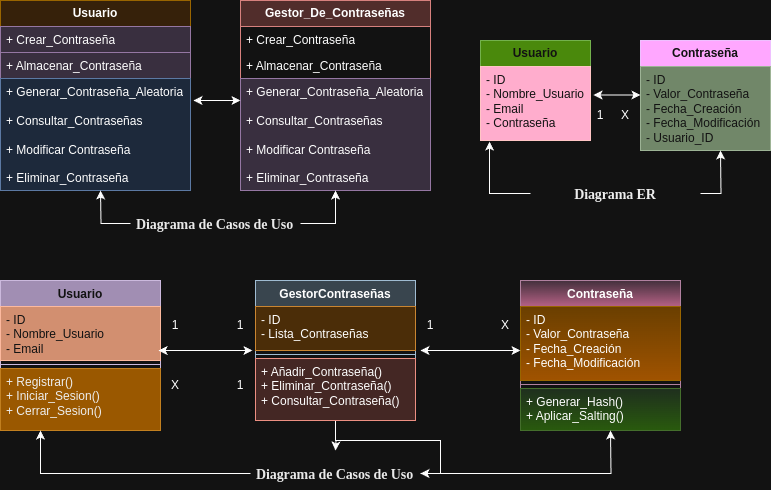 Usuario
+ Crear_Contraseña
+ Almacenar_Contraseña
+ Generar_Contraseña_Aleatoria
+ Consultar_Contraseñas
+ Modificar Contraseña
+ Eliminar_Contraseña
Gestor_De_Contraseñas
+ Crear_Contraseña
+ Almacenar_Contraseña
+ Generar_Contraseña_Aleatoria
+ Consultar_Contraseñas
+ Modificar Contraseña
+ Eliminar_Contraseña
Diagrama de Casos de Uso
Usuario
- ID
- Nombre_Usuario
- Email
- Contraseña
1
X
Contraseña
- ID
- Valor_Contraseña
- Fecha_Creación
- Fecha_Modificación
- Usuario_ID
Diagrama ER
Usuario
- ID
- Nombre_Usuario
- Email
+ Registrar()
+ Iniciar_Sesion()
+ Cerrar_Sesion()
1
1
X
1
GestorContraseñas
- ID
- Lista_Contraseñas
+ Añadir_Contraseña()
+ Eliminar_Contraseña()
+ Consultar_Contraseña()
1
X
Contraseña
- ID
- Valor_Contraseña
- Fecha_Creación
- Fecha_Modificación
+ Generar_Hash()
+ Aplicar_Salting()
Diagrama de Casos de Uso